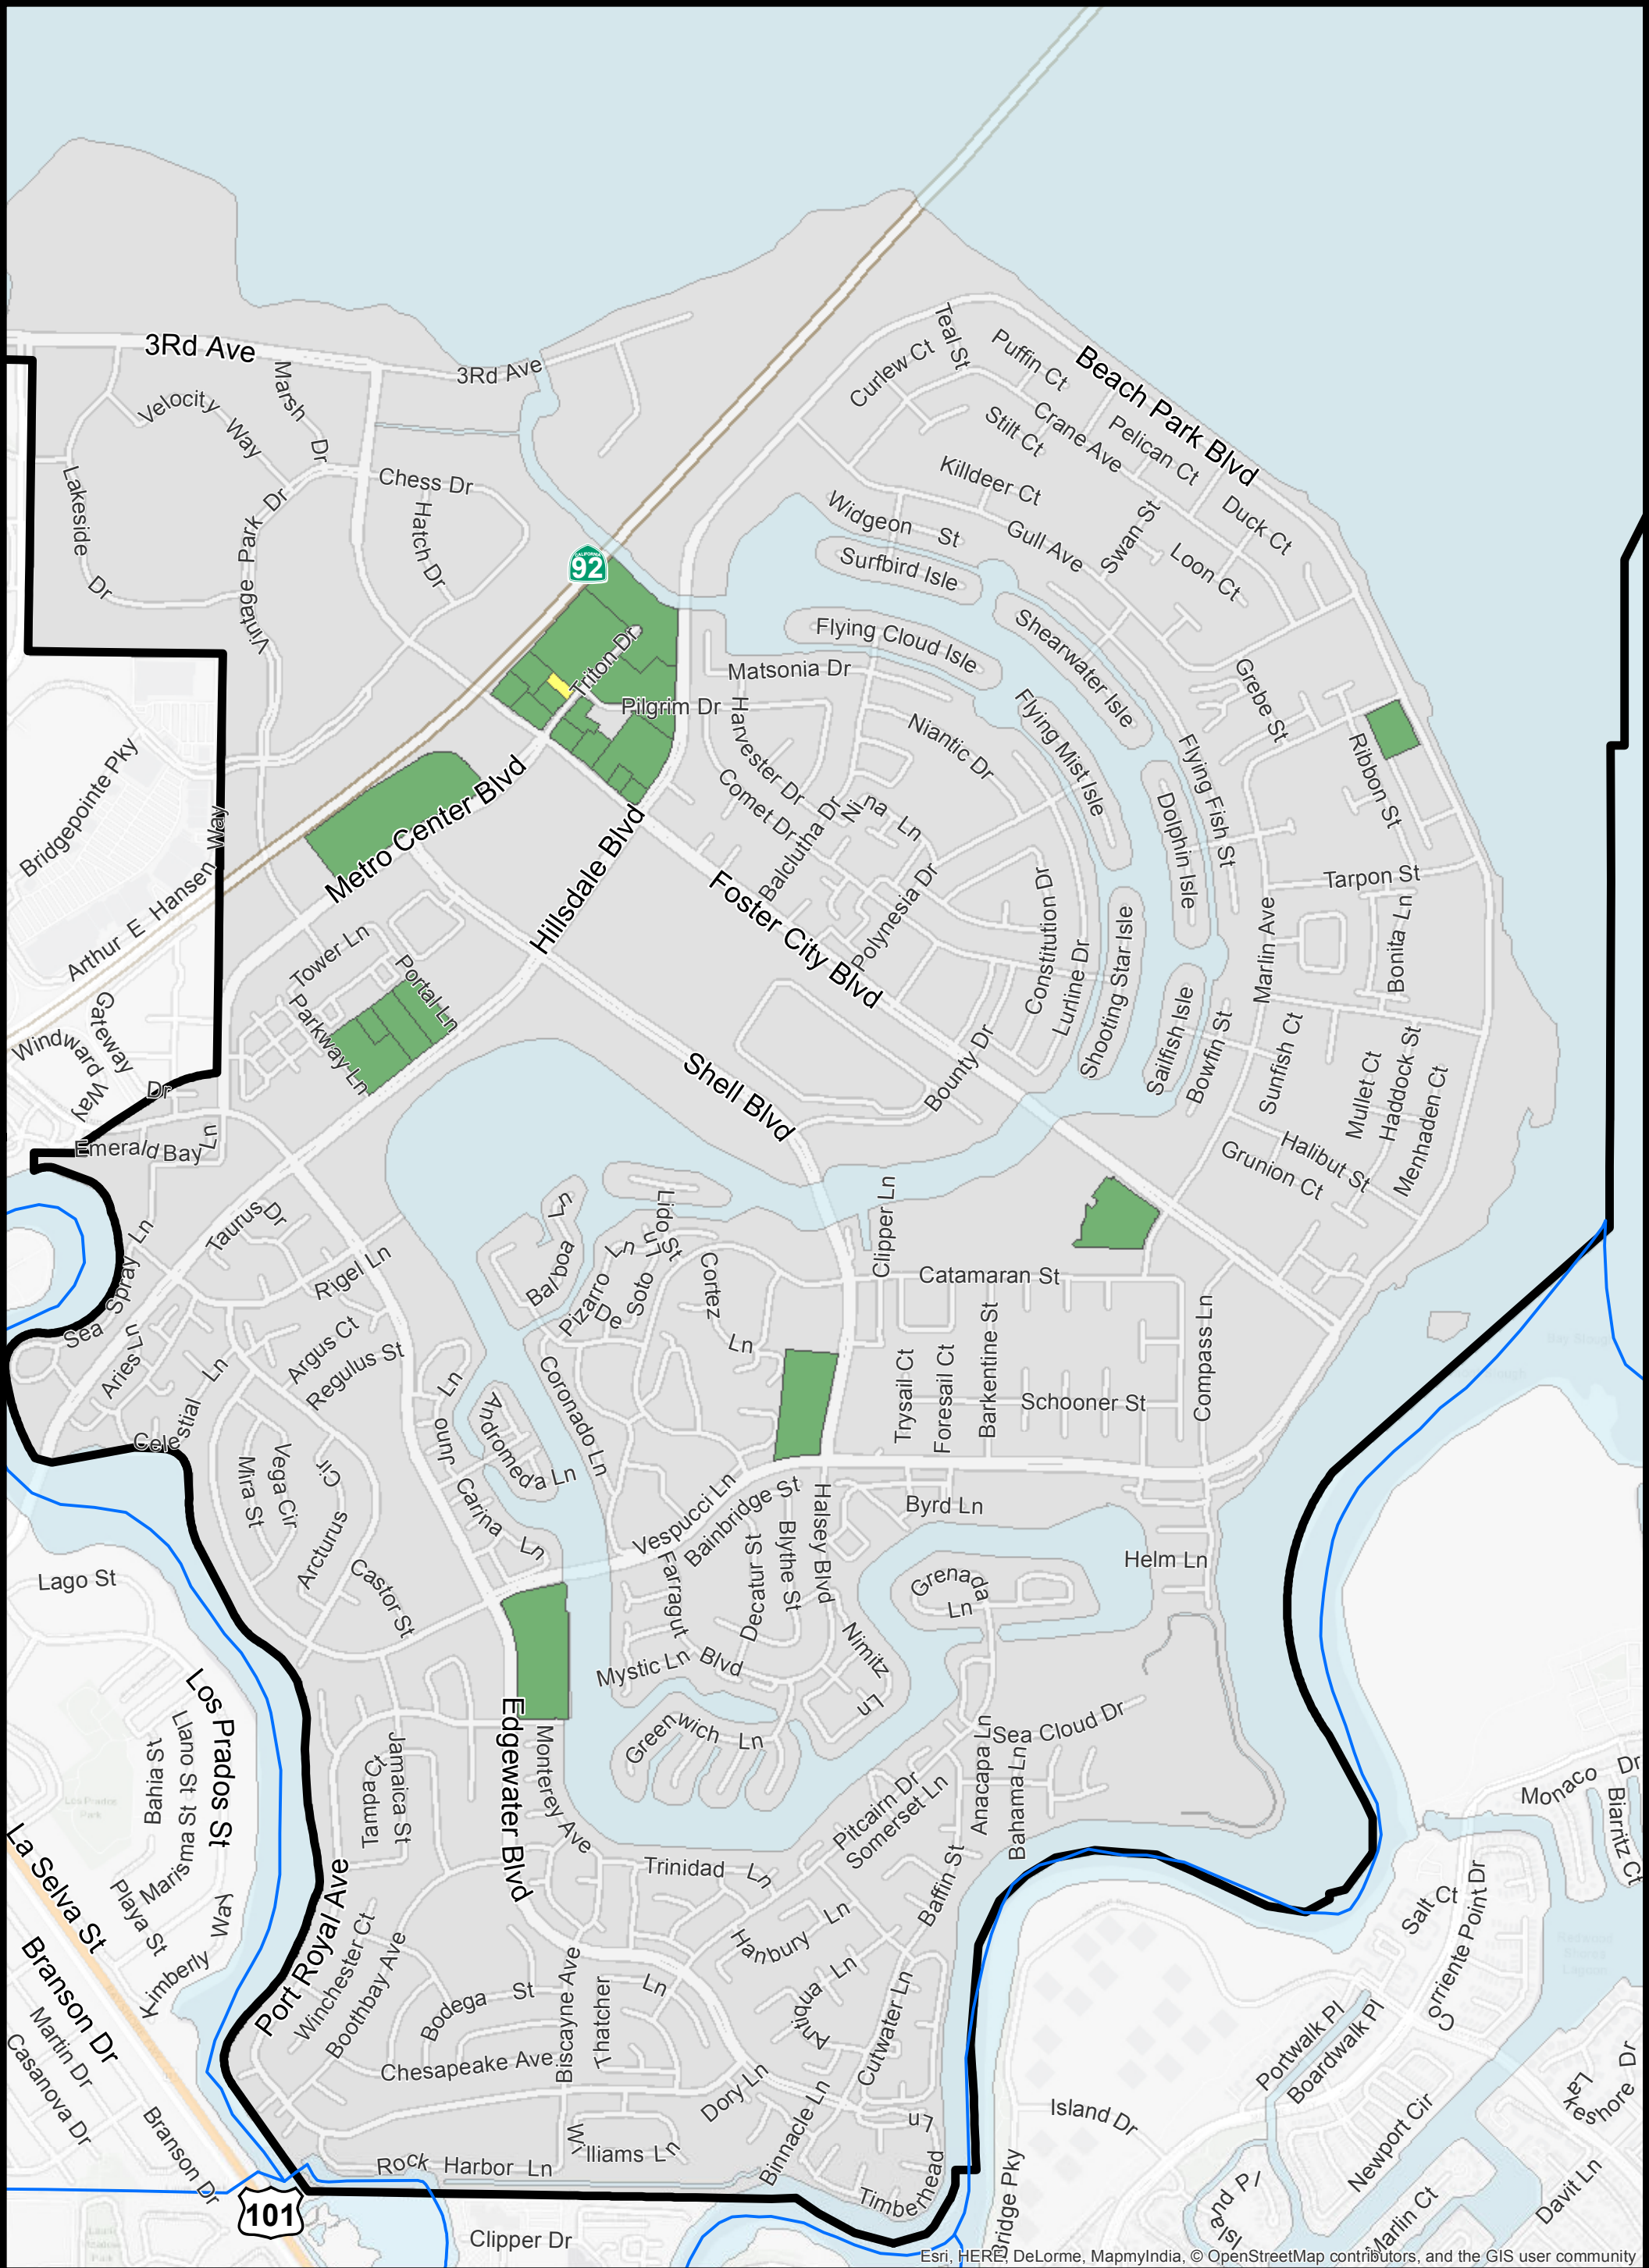 3Rd Ave
3Rd Ave
Marsh Dr
Velocity Way
Lakeside Dr
Vintage Park Dr
Chess Dr
Hatch Dr
CALIFORNIA
92
Teal St
Curlew Ct
Puffin Ct
Beach Park Blvd
Crane Ave
Stilt Ct
Pelican Ct
Killdeer Ct
Duck Ct
Widgeon St
Gull Ave
Swan St
Loon Ct
Surfbird Isle
Flying Cloud Isle
Shearwater Isle
Triton Dr
Pilgrim Dr
Matsonia Dr
Harvester Dr
Niantic Dr
Flying Mist Isle
Grebe St
Ribbon St
Flying Fish St
Dolphin Isle
Comet Dr
Balclutha Dr
Nina Ln
Bridgepointe Pky
Metro Center Blvd
Arthur E Hansen Way
Hillsdale Blvd
Foster City Blvd
Polynesia Dr
Constitution Dr
Lurline Dr
Shooting Star Isle
Tarpon St
Bonita Ln
Marlin Ave
Tower Ln
Portal Ln
Parkway Ln
Gateway Dr
Windward Way
Emerald Bay Ln
Shell Blvd
Bounty Dr
Sailfish Isle
Bowfin St
Sunfish Ct
Mullet Ct
Haddock St
Menhaden Ct
Halibut St
Grunion Ct
Taurus Dr
Rigel Ln
Sea Spray Ln
Aries Ln
Argus Ct
Regulus St
Celestial Ln
Balboa Ln
Pizarro Ln
De Soto Ln
Lido St
Cortez Ln
Clipper Ln
Catamaran St
Trysail Ct
Foresail Ct
Barkentine St
Schooner St
Compass Ln
Coronado Ln
Juno Ln
Andromeda Ln
Carina Ln
Mira St
Vega Cir
Arcturus Cir
Castor St
Vespucci Ln
Bainbridge St
Halsey Blvd
Byrd Ln
Helm Ln
Grenada Ln
Farragut Blvd
Decatur St
Blythe St
Nimitz Ln
Mystic Ln
Greenwich Ln
Sea Cloud Dr
Lago St
Los Prados St
Llano St
Bahia St
Marisma St
Playa St
Kimberly Way
La Selva St
Branson Dr
Martin Dr
Casanova Dr
Branson Dr
Tampa Ct
Jamaica St
Edgewater Blvd
Monterey Ave
Port Royal Ave
Winchester Ct
Boothbay Ave
Trinidad Ln
Pitcairn Dr
Somerset Ln
Anacapa Ln
Bahama Ln
Baffin St
Hanbury Ln
Antiqua Ln
Cutwater Ln
Bodega St
Biscayne Ave
Thatcher Ln
Chesapeake Ave
Dory Ln
Binnacle Ln
Williams Ln
Rock Harbor Ln
Timberhead Ln
101
Clipper Dr
Monaco Dr
Biarritz Ct
Salt Ct
Corriente Point Dr
Portwalk Pl
Boardwalk Pl
Island Dr
Bridge Pky
Newport Cir
Island Pl
Marlin Ct
Lakeshore Dr
Davit Ln
Esri, HERE, DeLorme, MapmyIndia, © OpenStreetMap contributors, and the GIS user community